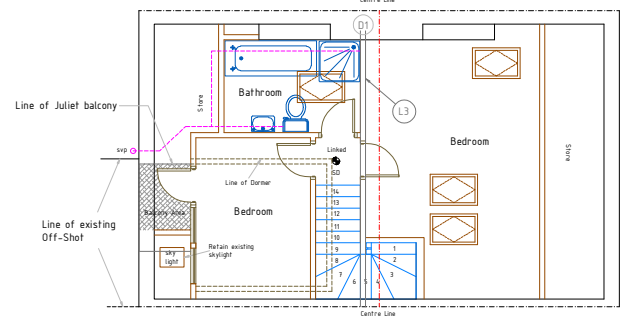 Centre Line
D1
Line of Juliet balcony
Store
Bathroom
L3
Bedroom
Store
svp
Linked
SD
Line of Dormer
14
13
12
11
10
9
8
7
6
5
4
3
2
1
Balcony Area
Bedroom
Line of existing
Off-Shot
sky
light
Retain existing
skylight
Centre Line